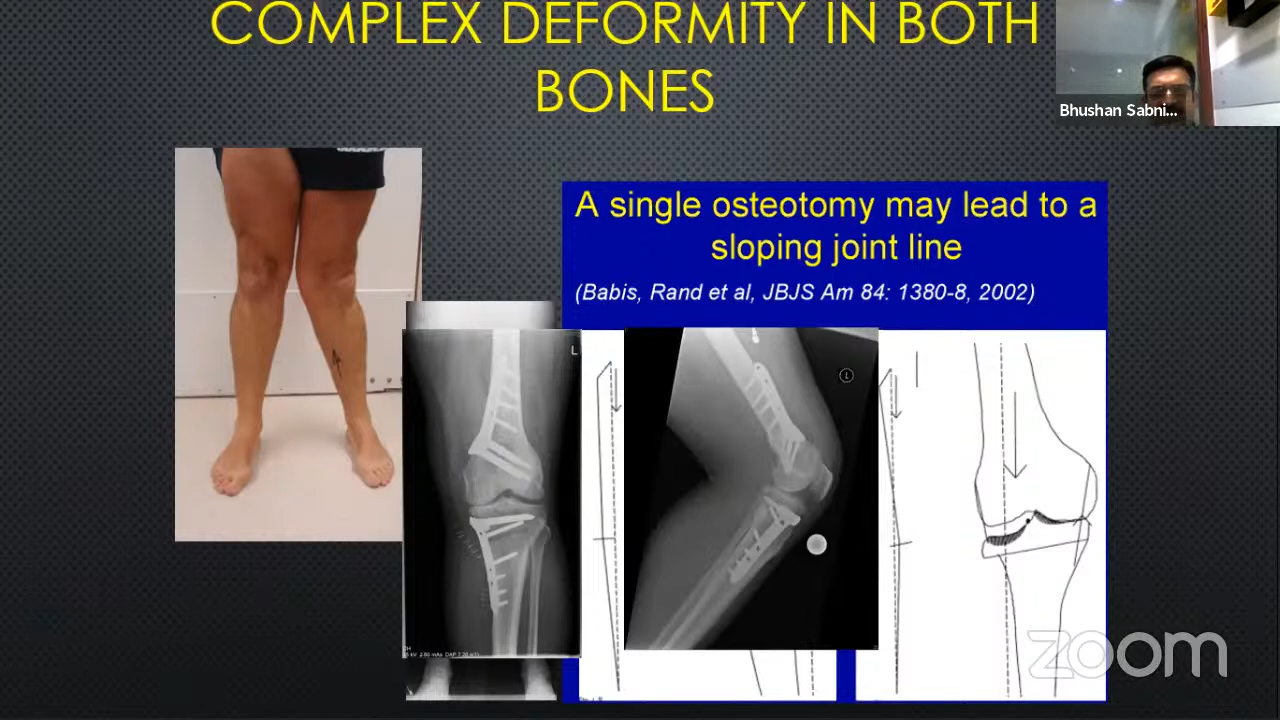 COMPLEX DEFORMITY IN BOTH
BONES
Bhushan Sabni...
A single osteotomy may lead to a
sloping joint line
(Babis, Rand et al, JBJS Am 84: 1380-8, 2002)
L
L
zoom